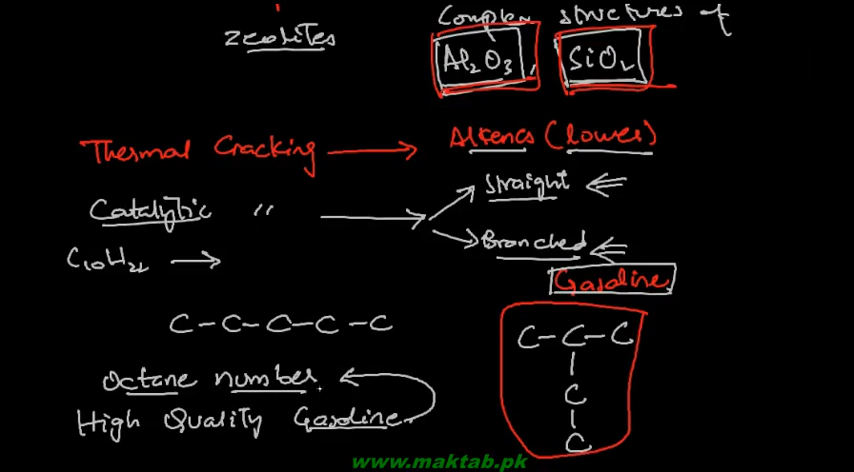 Complex structures of
zeolites
Al₂O₃, SiO₂
Thermal Cracking → Alkenes (lower)
Straight
Catalytic " →
Branched
C₁₀H₂₂ →
Gasoline
C-C-C-C-C
C-C-C
C
C
Octane number.
High Quality Gasoline
www.maktab.pk